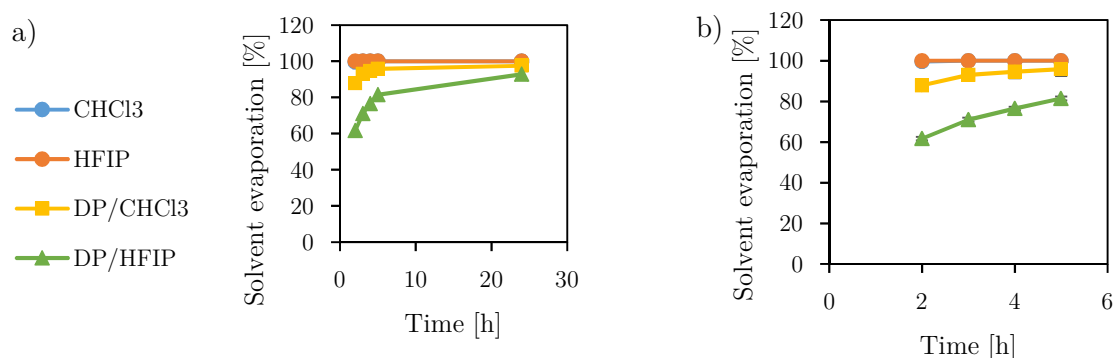 a)
CHCl3
HFIP
DP/CHCl3
DP/HFIP
Solvent evaporation [%]
120
100
80
60
40
20
0
0 10 20 30
Time [h]
b)
Solvent evaporation [%]
120
100
80
60
40
20
0
0 2 4 6
Time [h]